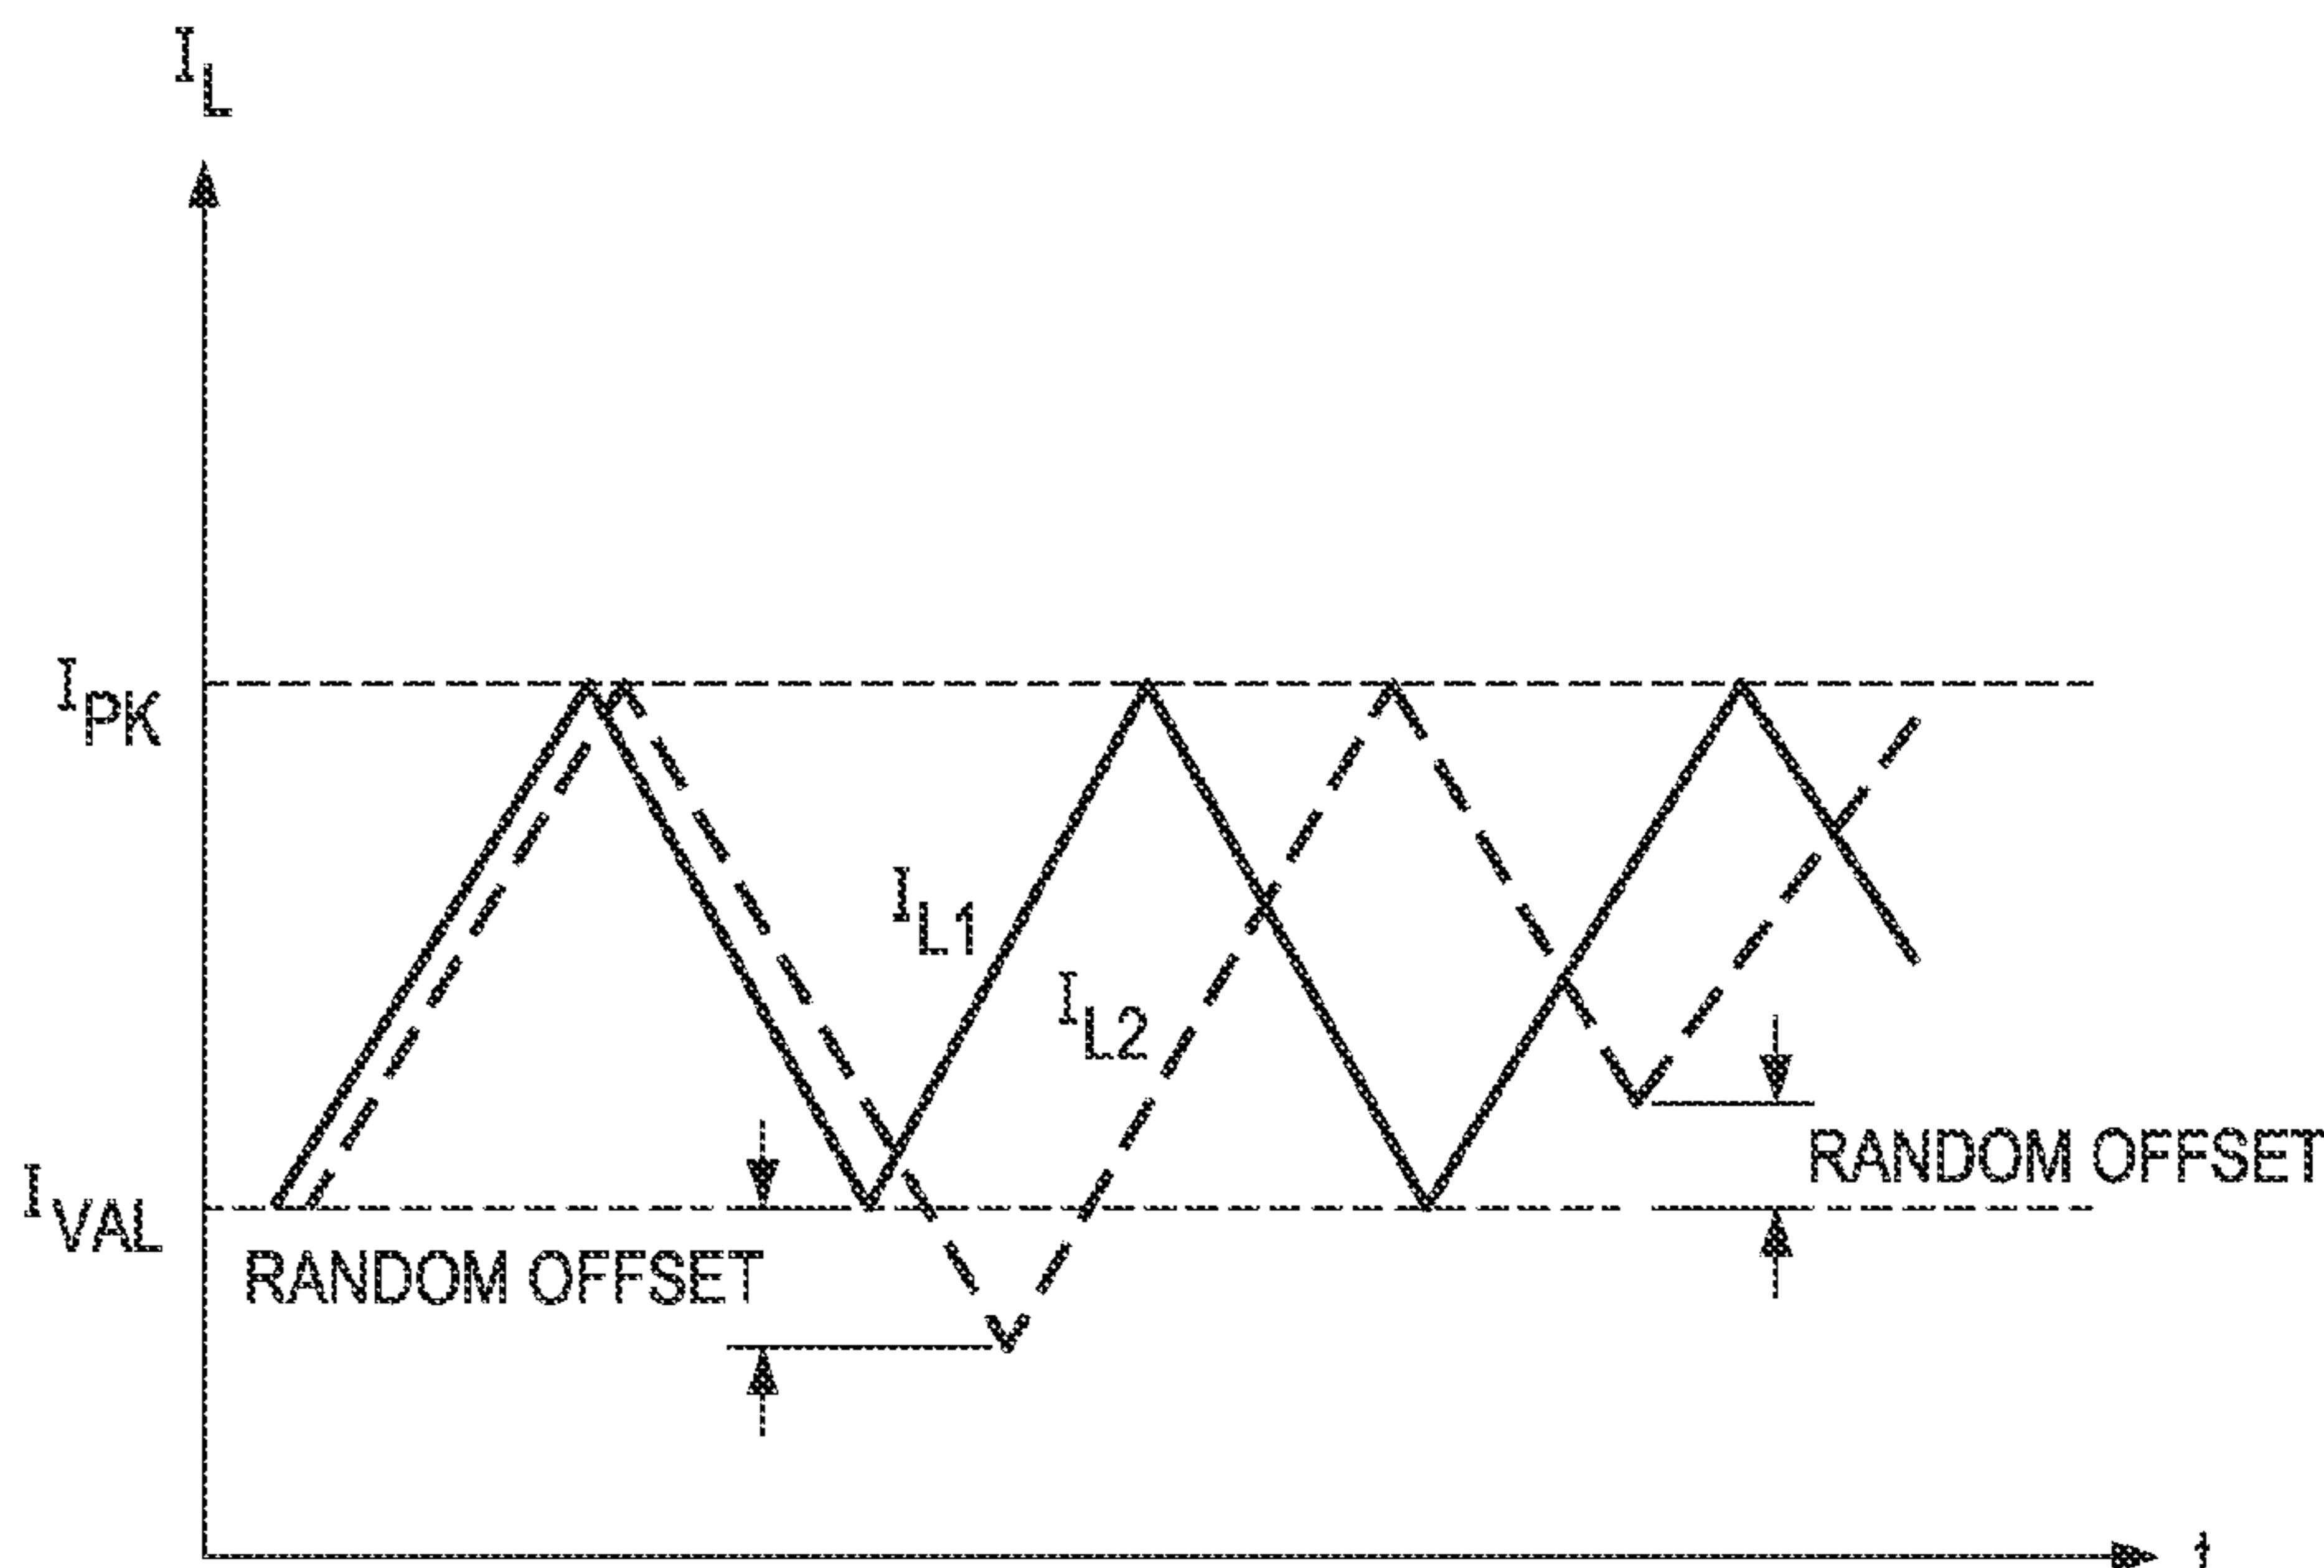 I_L
I_PK
I_L1
I_L2
RANDOM OFFSET
I_VAL
RANDOM OFFSET
t